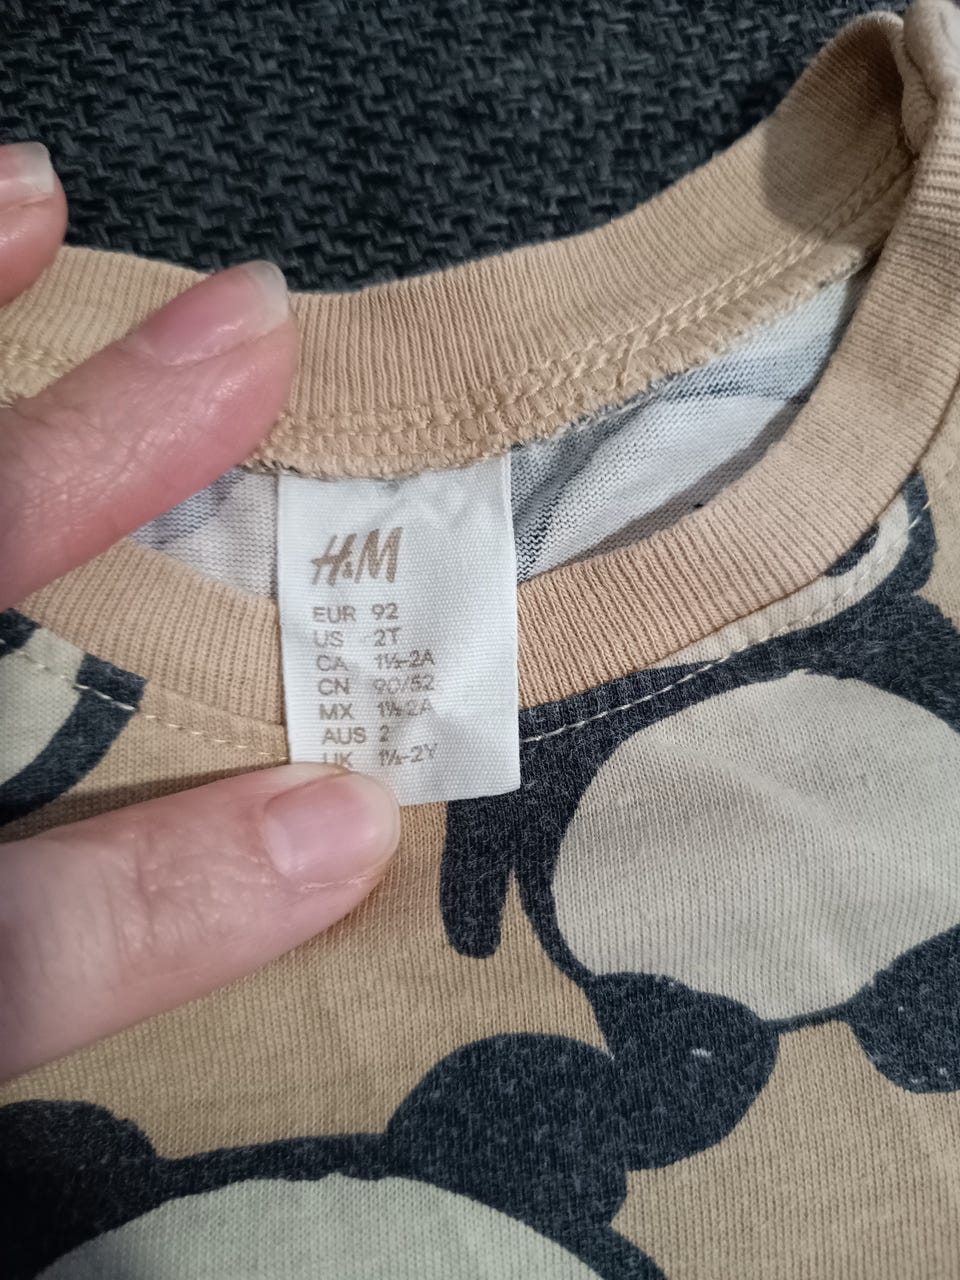 H&M
EUR 92
US 2T
CA 1½-2A
CN 90/52
MX 1½-2A
AUS 2
UK 1½-2Y